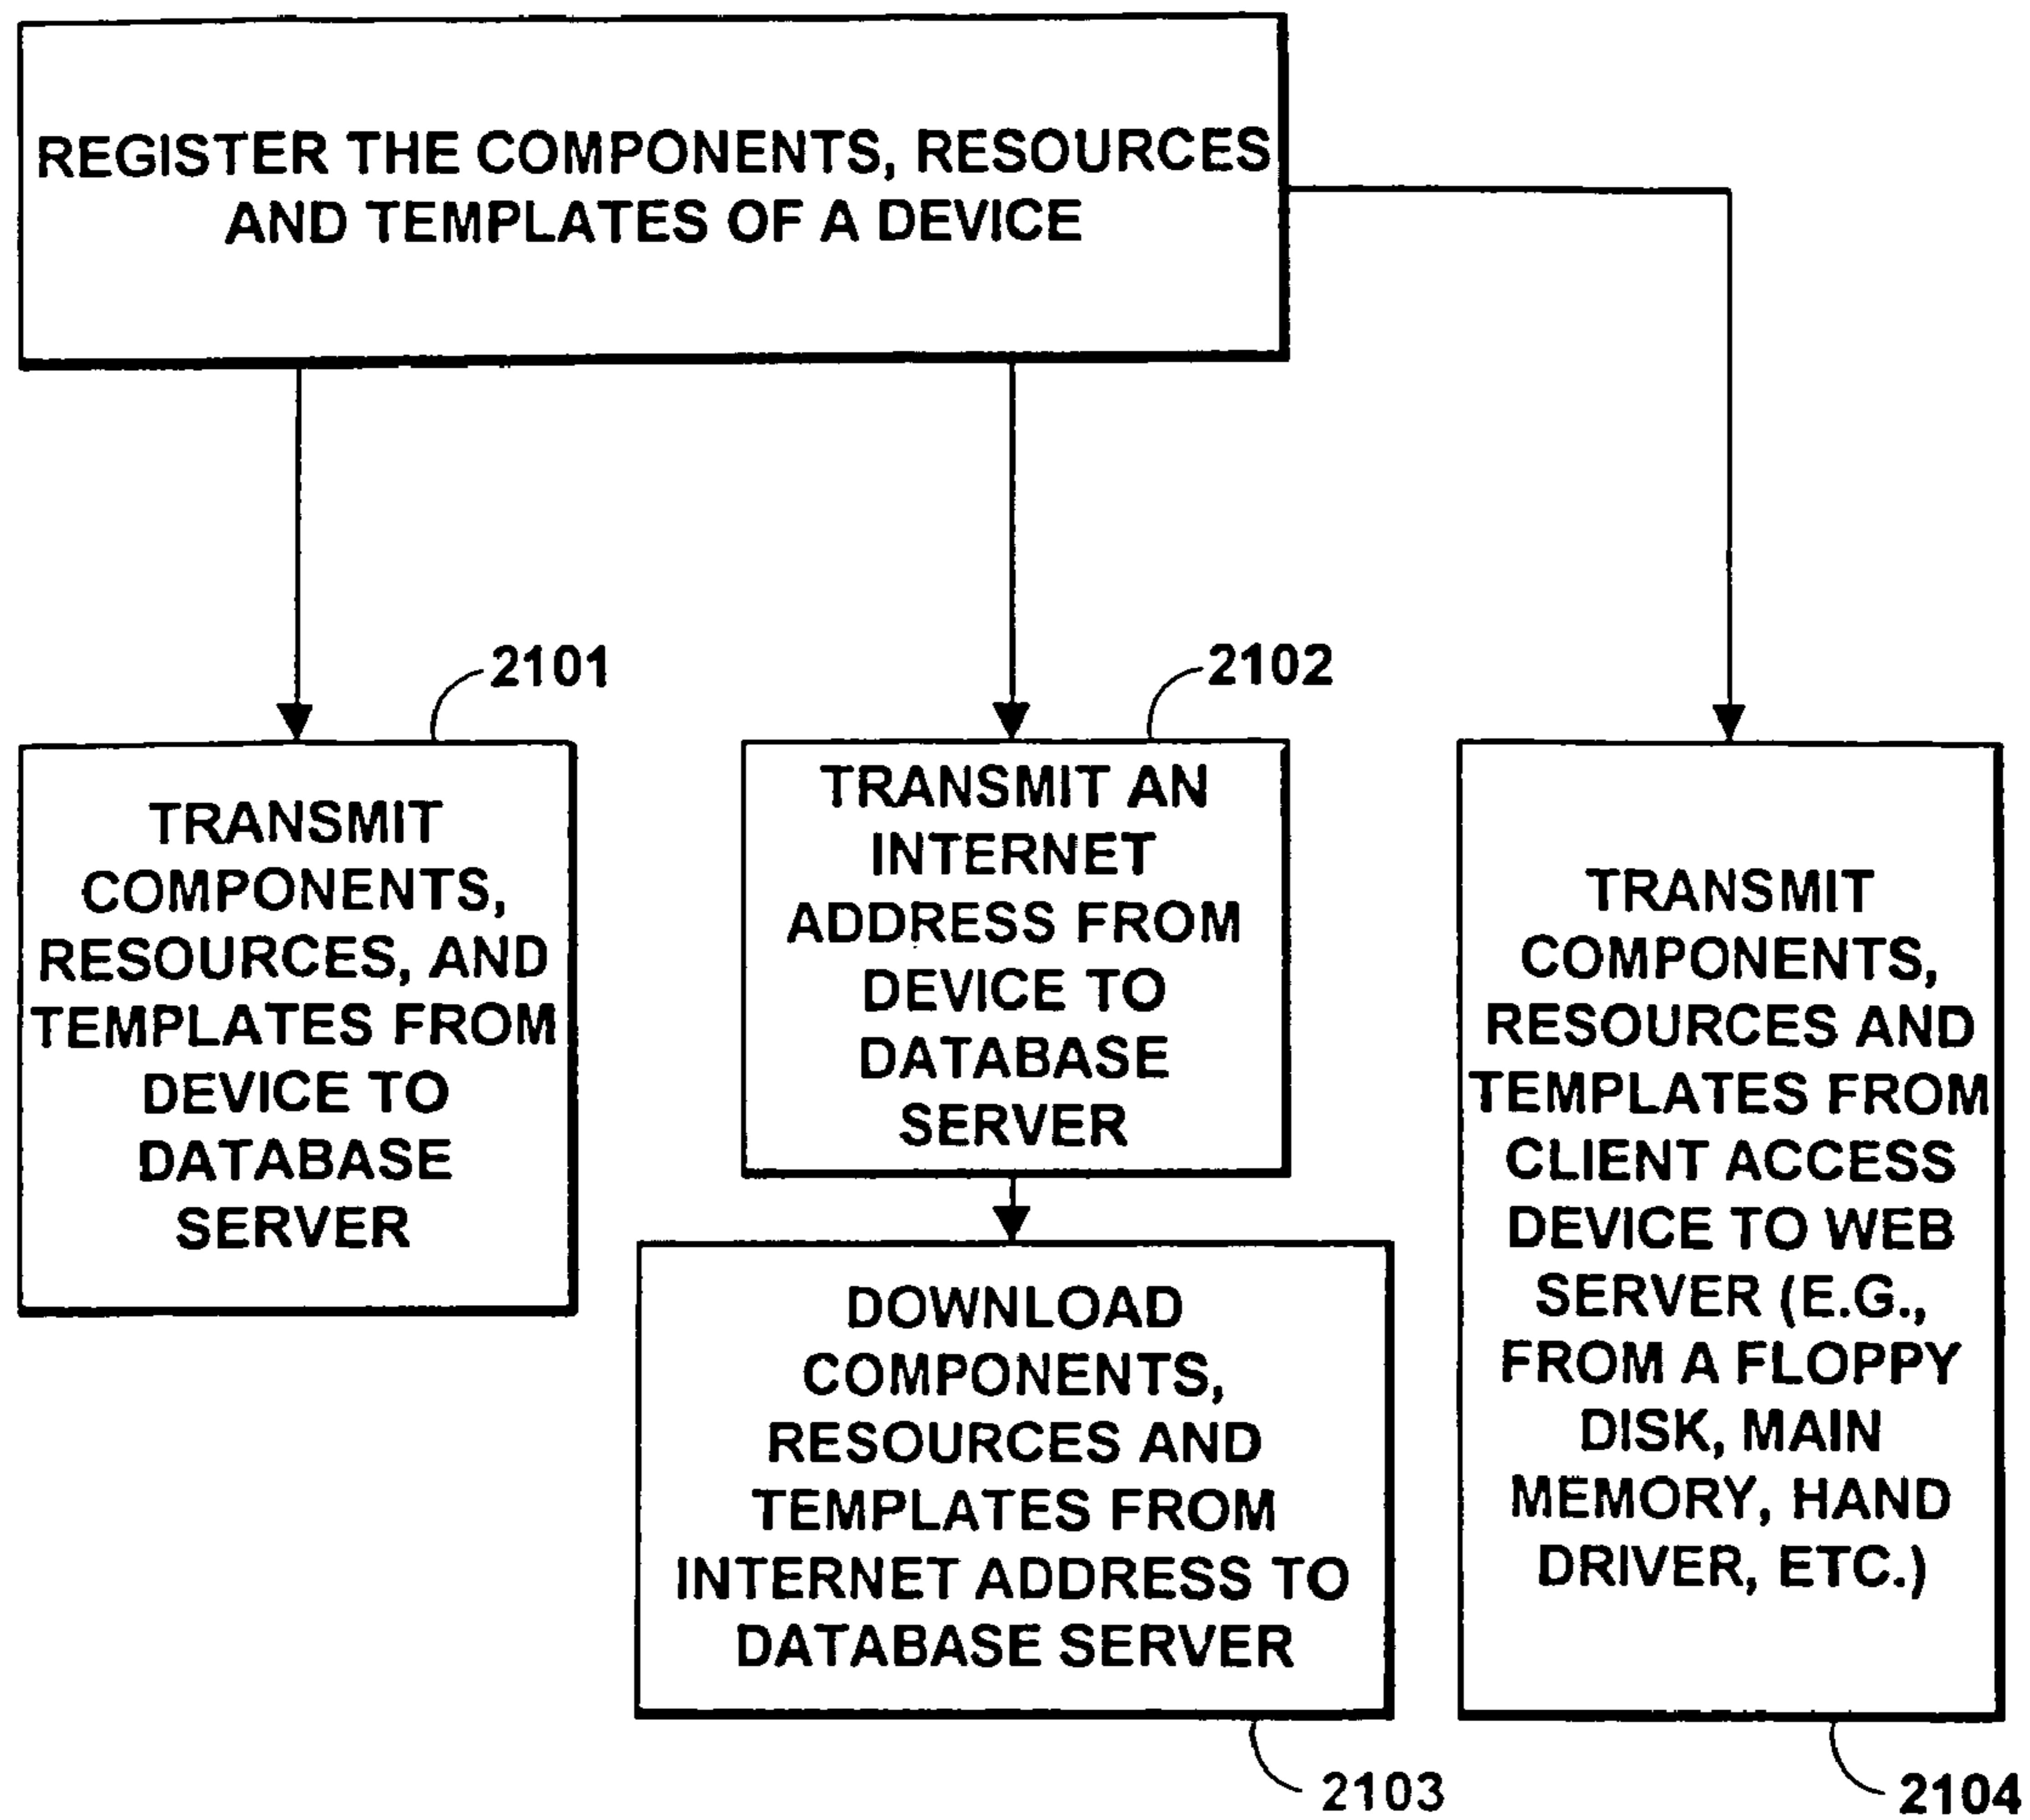 REGISTER THE COMPONENTS, RESOURCES
AND TEMPLATES OF A DEVICE
2101
TRANSMIT
COMPONENTS,
RESOURCES, AND
TEMPLATES FROM
DEVICE TO
DATABASE
SERVER
2102
TRANSMIT AN
INTERNET
ADDRESS FROM
DEVICE TO
DATABASE
SERVER
DOWNLOAD
COMPONENTS,
RESOURCES AND
TEMPLATES FROM
INTERNET ADDRESS TO
DATABASE SERVER
2103
TRANSMIT
COMPONENTS,
RESOURCES AND
TEMPLATES FROM
CLIENT ACCESS
DEVICE TO WEB
SERVER (E.G.,
FROM A FLOPPY
DISK, MAIN
MEMORY, HAND
DRIVER, ETC.)
2104